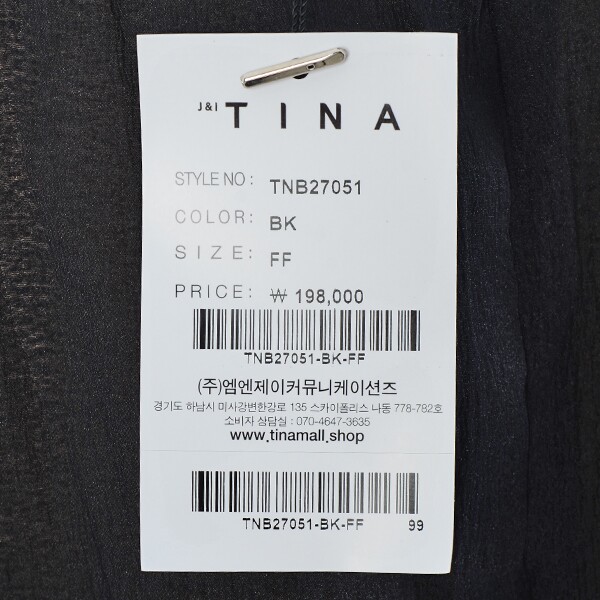 J&I TINA
STYLE NO : TNB27051
COLOR: BK
SIZE: FF
PRICE: ₩ 198,000
TNB27051-BK-FF
(주)엠엔제이커뮤니케이션즈
경기도 하남시 미사강변한강로 135 스카이폴리스 나동 778-782호
소비자 상담실 : 070-4647-3635
www.tinamall.shop
TNB27051-BK-FF 99